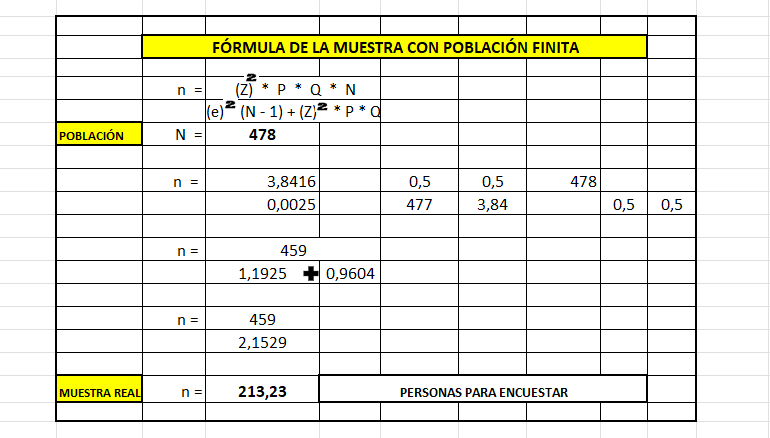 FÓRMULA DE LA MUESTRA CON POBLACIÓN FINITA
n = (Z)² * P * Q * N
(e)² (N - 1) + (Z)² * P * Q
POBLACIÓN N = 478
n = 3,8416 0,5 0,5 478
0,0025 477 3,84 0,5 0,5
n = 459
1,1925 + 0,9604
n = 459
2,1529
MUESTRA REAL n = 213,23 PERSONAS PARA ENCUESTAR